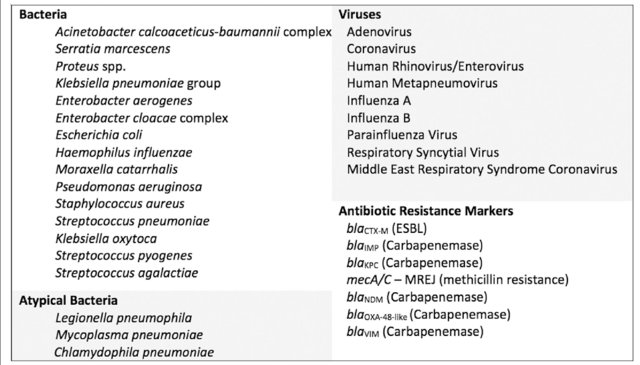 Bacteria
Acinetobacter calcoaceticus-baumannii complex
Serratia marcescens
Proteus spp.
Klebsiella pneumoniae group
Enterobacter aerogenes
Enterobacter cloacae complex
Escherichia coli
Haemophilus influenzae
Moraxella catarrhalis
Pseudomonas aeruginosa
Staphylococcus aureus
Streptococcus pneumoniae
Klebsiella oxytoca
Streptococcus pyogenes
Streptococcus agalactiae
Atypical Bacteria
Legionella pneumophila
Mycoplasma pneumoniae
Chlamydophila pneumoniae
Viruses
Adenovirus
Coronavirus
Human Rhinovirus/Enterovirus
Human Metapneumovirus
Influenza A
Influenza B
Parainfluenza Virus
Respiratory Syncytial Virus
Middle East Respiratory Syndrome Coronavirus
Antibiotic Resistance Markers
blaCTX-M (ESBL)
blaIMP (Carbapenemase)
blaKPC (Carbapenemase)
mecA/C – MREJ (methicillin resistance)
blaNDM (Carbapenemase)
blaOXA-48-like (Carbapenemase)
blaVIM (Carbapenemase)